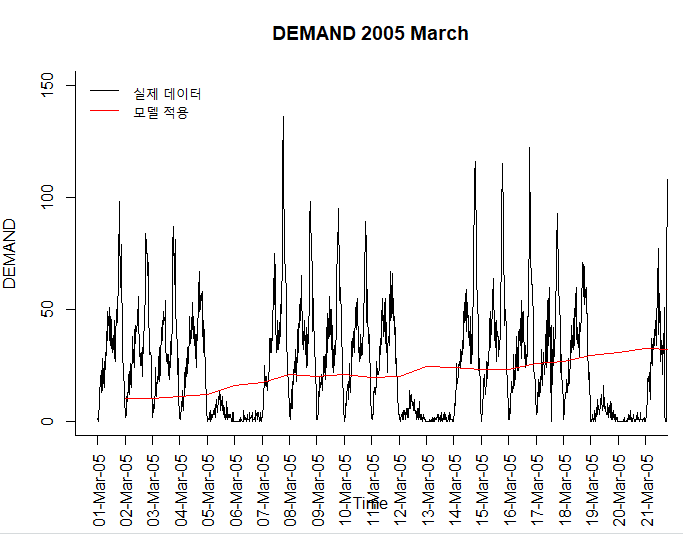 DEMAND 2005 March
실제 데이터
모델 적용
DEMAND
150
100
50
0
01-Mar-05
02-Mar-05
03-Mar-05
04-Mar-05
05-Mar-05
06-Mar-05
07-Mar-05
08-Mar-05
09-Mar-05
10-Mar-05
11-Mar-05
12-Mar-05
13-Mar-05
14-Mar-05
15-Mar-05
16-Mar-05
17-Mar-05
18-Mar-05
19-Mar-05
20-Mar-05
21-Mar-05
Time